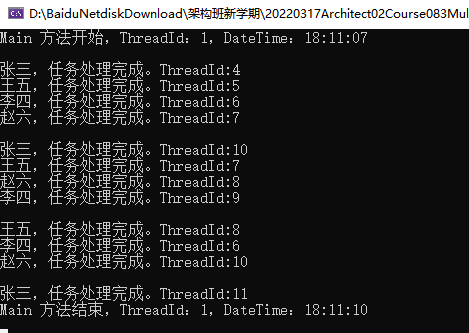 D:\BaiduNetdiskDownload\架构班新学期\20220317Architect02Course083Mul
Main 方法开始，ThreadId：1，DateTime：18:11:07
张三，任务处理完成。ThreadId:4
王五，任务处理完成。ThreadId:5
李四，任务处理完成。ThreadId:6
赵六，任务处理完成。ThreadId:7
张三，任务处理完成。ThreadId:10
王五，任务处理完成。ThreadId:7
赵六，任务处理完成。ThreadId:8
李四，任务处理完成。ThreadId:9
王五，任务处理完成。ThreadId:8
李四，任务处理完成。ThreadId:6
赵六，任务处理完成。ThreadId:10
张三，任务处理完成。ThreadId:11
Main 方法结束，ThreadId：1，DateTime：18:11:10